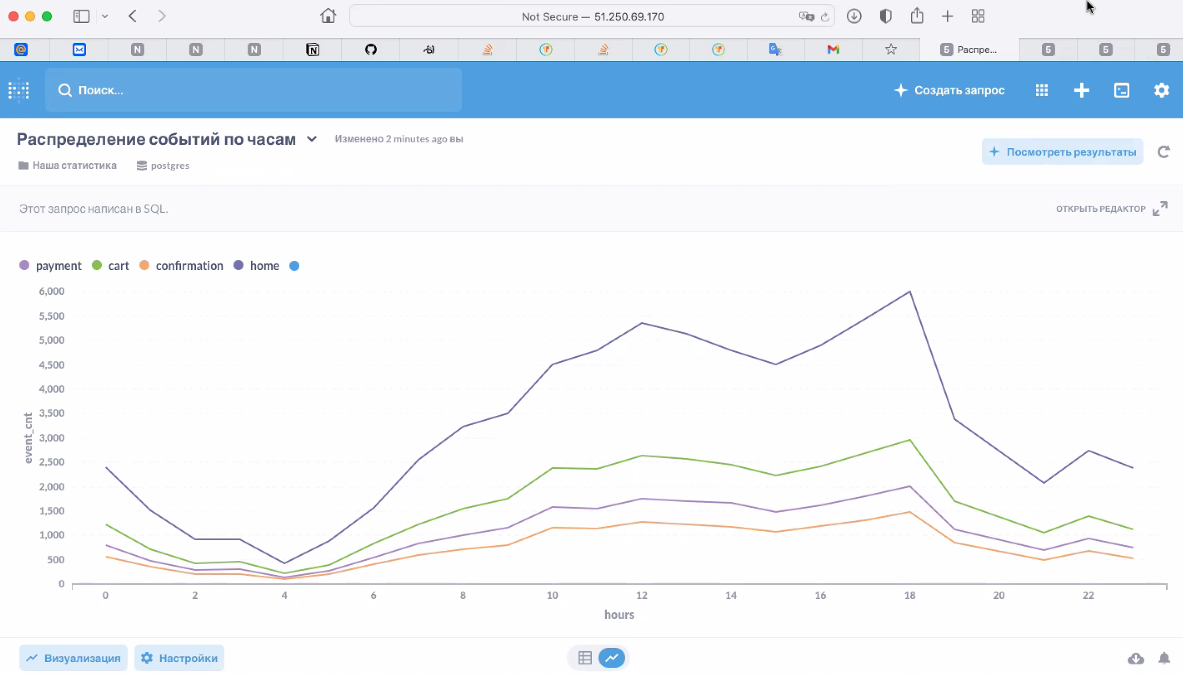 Not Secure — 51.250.69.170
Распре...
Поиск...
Создать запрос
Распределение событий по часам
Изменено 2 minutes ago вы
Наша статистика
postgres
Посмотреть результаты
Этот запрос написан в SQL.
ОТКРЫТЬ РЕДАКТОР
payment cart confirmation home
6,000
5,500
5,000
4,500
4,000
3,500
3,000
2,500
2,000
1,500
1,000
500
0
event_cnt
0 2 4 6 8 10 12 14 16 18 20 22
hours
Визуализация
Настройки